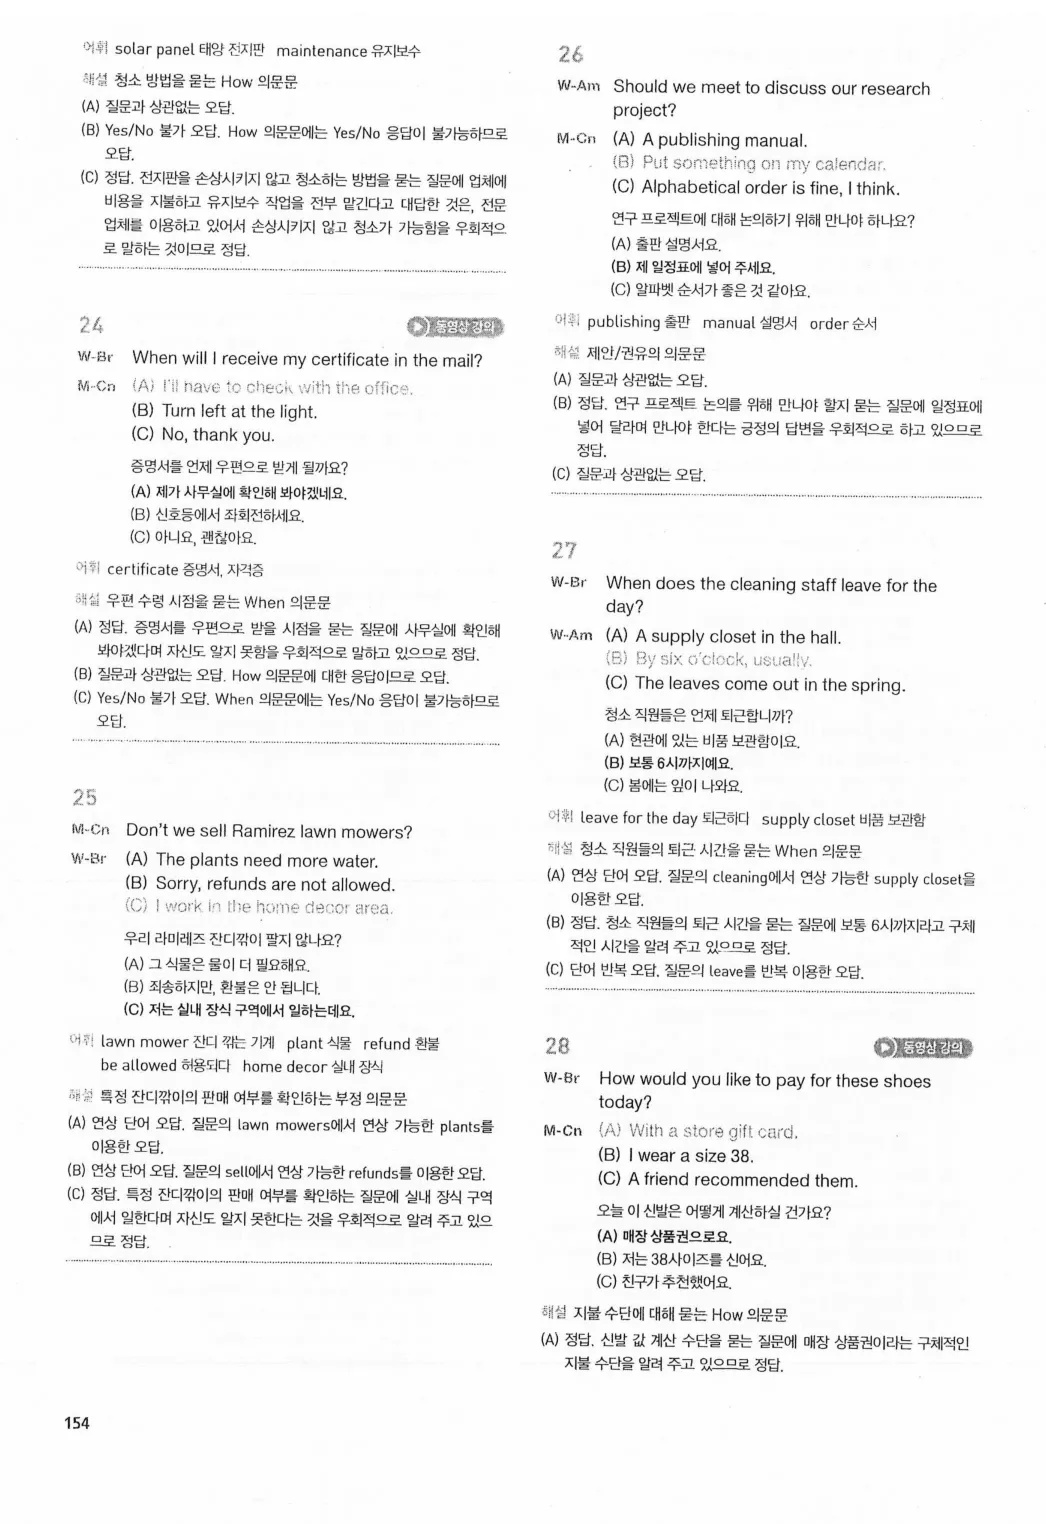 어휘 solar panel 태양 전지판 maintenance 유지보수
해설 청소 방법을 묻는 How 의문문
(A) 질문과 상관없는 오답.
(B) Yes/No 불가 오답. How 의문문에는 Yes/No 응답이 불가능하므로
오답.
(C) 정답. 전지판을 손상시키지 않고 청소하는 방법을 묻는 질문에 업체에
비용을 지불하고 유지보수 작업을 전부 맡긴다고 대답한 것은, 전문
업체를 이용하고 있어서 손상시키지 않고 청소가 가능함을 우회적으
로 말하는 것이므로 정답.
24 동영상 강의
W-Br When will I receive my certificate in the mail?
M-Cn (A) I'll have to check with the office.
(B) Turn left at the light.
(C) No, thank you.
증명서를 언제 우편으로 받게 될까요?
(A) 제가 사무실에 확인해 봐야겠네요.
(B) 신호등에서 좌회전하세요.
(C) 아니요, 괜찮아요.
어휘 certificate 증명서, 자격증
해설 우편 수령 시점을 묻는 When 의문문
(A) 정답. 증명서를 우편으로 받을 시점을 묻는 질문에 사무실에 확인해
봐야겠다며 자신도 알지 못함을 우회적으로 말하고 있으므로 정답.
(B) 질문과 상관없는 오답. How 의문문에 대한 응답이므로 오답.
(C) Yes/No 불가 오답. When 의문문에는 Yes/No 응답이 불가능하므로
오답.
25
M-Cn Don't we sell Ramirez lawn mowers?
W-Br (A) The plants need more water.
(B) Sorry, refunds are not allowed.
(C) I work in the home decor area.
우리 라미레즈 잔디깎이 팔지 않나요?
(A) 그 식물은 물이 더 필요해요.
(B) 죄송하지만, 환불은 안 됩니다.
(C) 저는 실내 장식 구역에서 일하는데요.
어휘 lawn mower 잔디 깎는 기계 plant 식물 refund 환불
be allowed 허용되다 home decor 실내 장식
해설 특정 잔디깎이의 판매 여부를 확인하는 부정 의문문
(A) 연상 단어 오답. 질문의 lawn mowers에서 연상 가능한 plants를
이용한 오답.
(B) 연상 단어 오답. 질문의 sell에서 연상 가능한 refunds를 이용한 오답.
(C) 정답. 특정 잔디깎이의 판매 여부를 확인하는 질문에 실내 장식 구역
에서 일한다며 자신도 알지 못한다는 것을 우회적으로 알려 주고 있으
므로 정답.
154
26
W-Am Should we meet to discuss our research
project?
M-Cn (A) A publishing manual.
(B) Put something on my calendar.
(C) Alphabetical order is fine, I think.
연구 프로젝트에 대해 논의하기 위해 만나야 하나요?
(A) 출판 설명서요.
(B) 제 일정표에 넣어 주세요.
(C) 알파벳 순서가 좋은 것 같아요.
어휘 publishing 출판 manual 설명서 order 순서
해설 제안/권유의 의문문
(A) 질문과 상관없는 오답.
(B) 정답. 연구 프로젝트 논의를 위해 만나야 할지 묻는 질문에 일정표에
넣어 달라며 만나야 한다는 긍정의 답변을 우회적으로 하고 있으므로
정답.
(C) 질문과 상관없는 오답.
27
W-Br When does the cleaning staff leave for the
day?
W-Am (A) A supply closet in the hall.
(B) By six o'clock, usually.
(C) The leaves come out in the spring.
청소 직원들은 언제 퇴근합니까?
(A) 현관에 있는 비품 보관함이요.
(B) 보통 6시까지예요.
(C) 봄에는 잎이 나와요.
어휘 leave for the day 퇴근하다 supply closet 비품 보관함
해설 청소 직원들의 퇴근 시간을 묻는 When 의문문
(A) 연상 단어 오답. 질문의 cleaning에서 연상 가능한 supply closet을
이용한 오답.
(B) 정답. 청소 직원들의 퇴근 시간을 묻는 질문에 보통 6시까지라고 구체
적인 시간을 알려 주고 있으므로 정답.
(C) 단어 반복 오답. 질문의 leave를 반복 이용한 오답.
28 동영상 강의
W-Br How would you like to pay for these shoes
today?
M-Cn (A) With a store gift card.
(B) I wear a size 38.
(C) A friend recommended them.
오늘 이 신발은 어떻게 계산하실 건가요?
(A) 매장 상품권으로요.
(B) 저는 38사이즈를 신어요.
(C) 친구가 추천했어요.
해설 지불 수단에 대해 묻는 How 의문문
(A) 정답. 신발 값 계산 수단을 묻는 질문에 매장 상품권이라는 구체적인
지불 수단을 알려 주고 있으므로 정답.